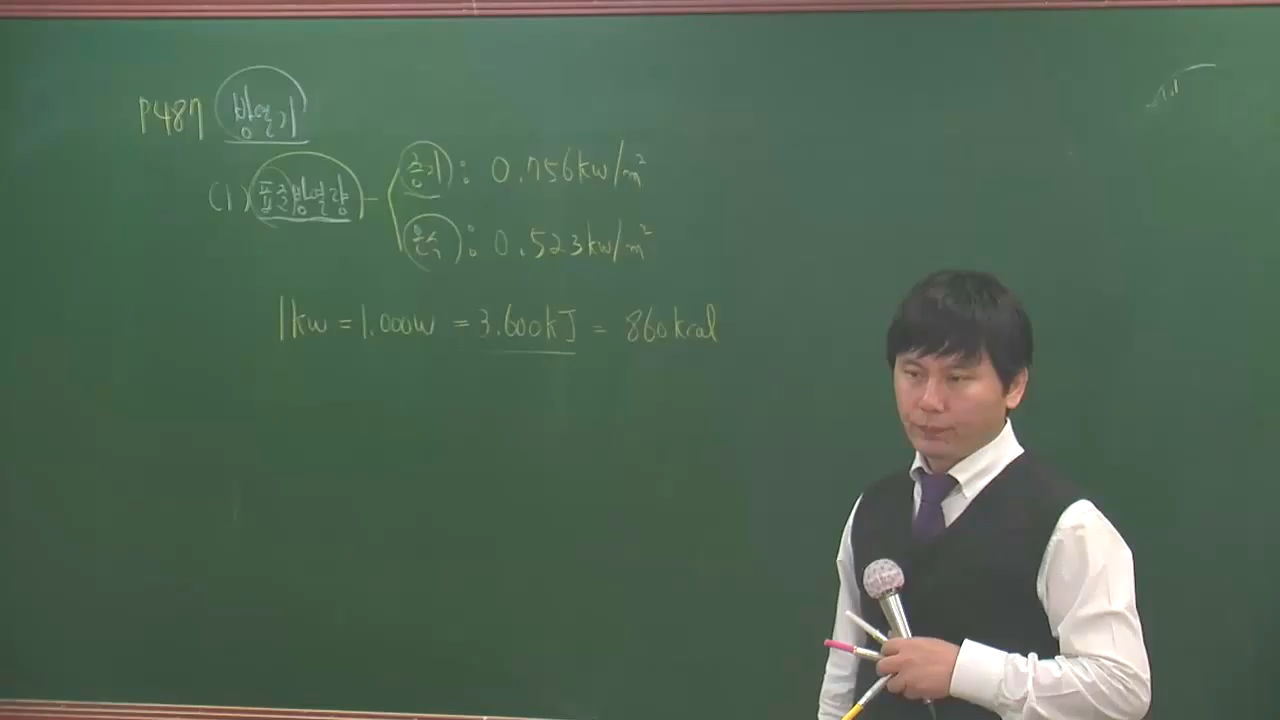 P487 방열기
(1) 표준방열량 - 증기 : 0.756kw/m²
온수 : 0.523kw/m²
1kw = 1.000w = 3.600kJ = 860kcal